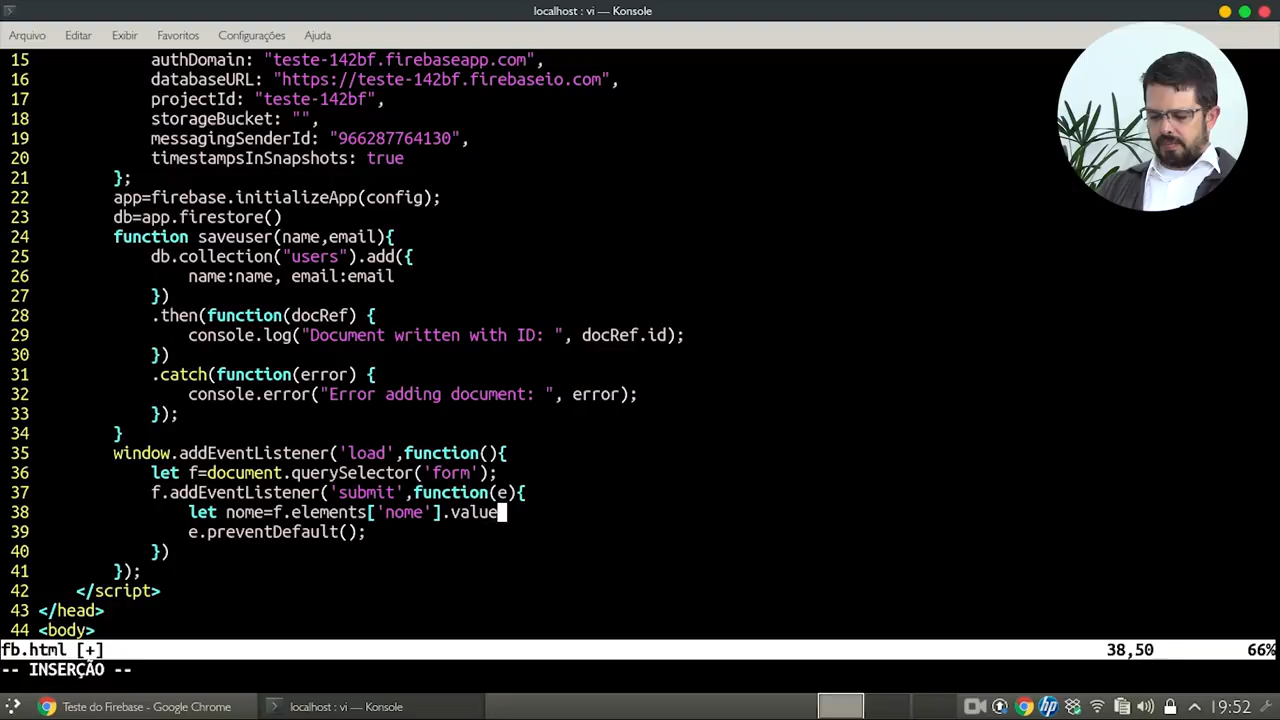 localhost : vi — Konsole
Arquivo Editar Exibir Favoritos Configurações Ajuda
15 authDomain: "teste-142bf.firebaseapp.com",
16 databaseURL: "https://teste-142bf.firebaseio.com",
17 projectId: "teste-142bf",
18 storageBucket: "",
19 messagingSenderId: "966287764130",
20 timestampsInSnapshots: true
21 };
22 app=firebase.initializeApp(config);
23 db=app.firestore()
24 function saveuser(name,email){
25 db.collection("users").add({
26 name:name, email:email
27 })
28 .then(function(docRef) {
29 console.log("Document written with ID: ", docRef.id);
30 })
31 .catch(function(error) {
32 console.error("Error adding document: ", error);
33 });
34 }
35 window.addEventListener('load',function(){
36 let f=document.querySelector('form');
37 f.addEventListener('submit',function(e){
38 let nome=f.elements['nome'].value
39 e.preventDefault();
40 })
41 });
42 </script>
43 </head>
44 <body>
fb.html [+] 38,50 66%
-- INSERÇÃO --
Teste do Firebase - Google Chrome localhost : vi — Konsole 19:52